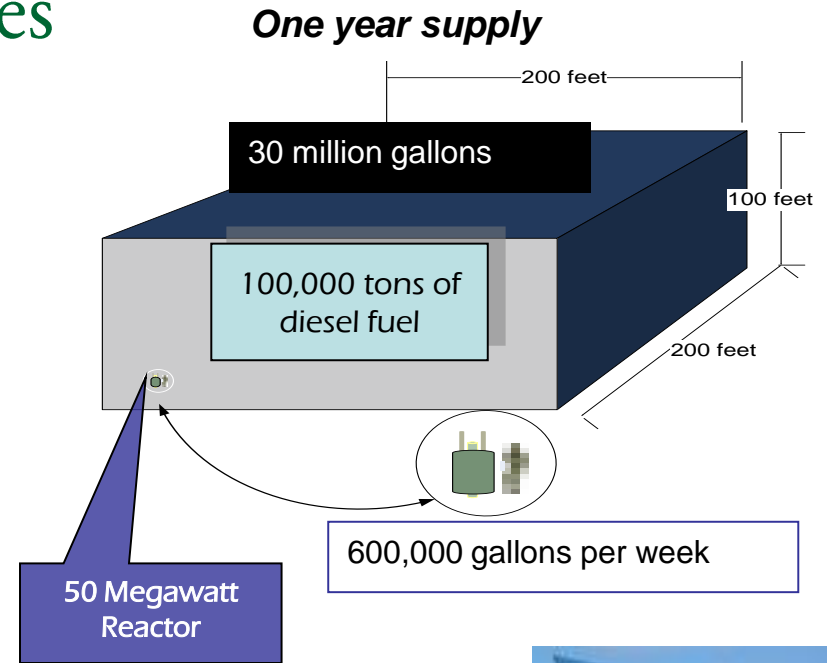 es
One year supply
200 feet
30 million gallons
100 feet
100,000 tons of
diesel fuel
200 feet
600,000 gallons per week
50 Megawatt
Reactor